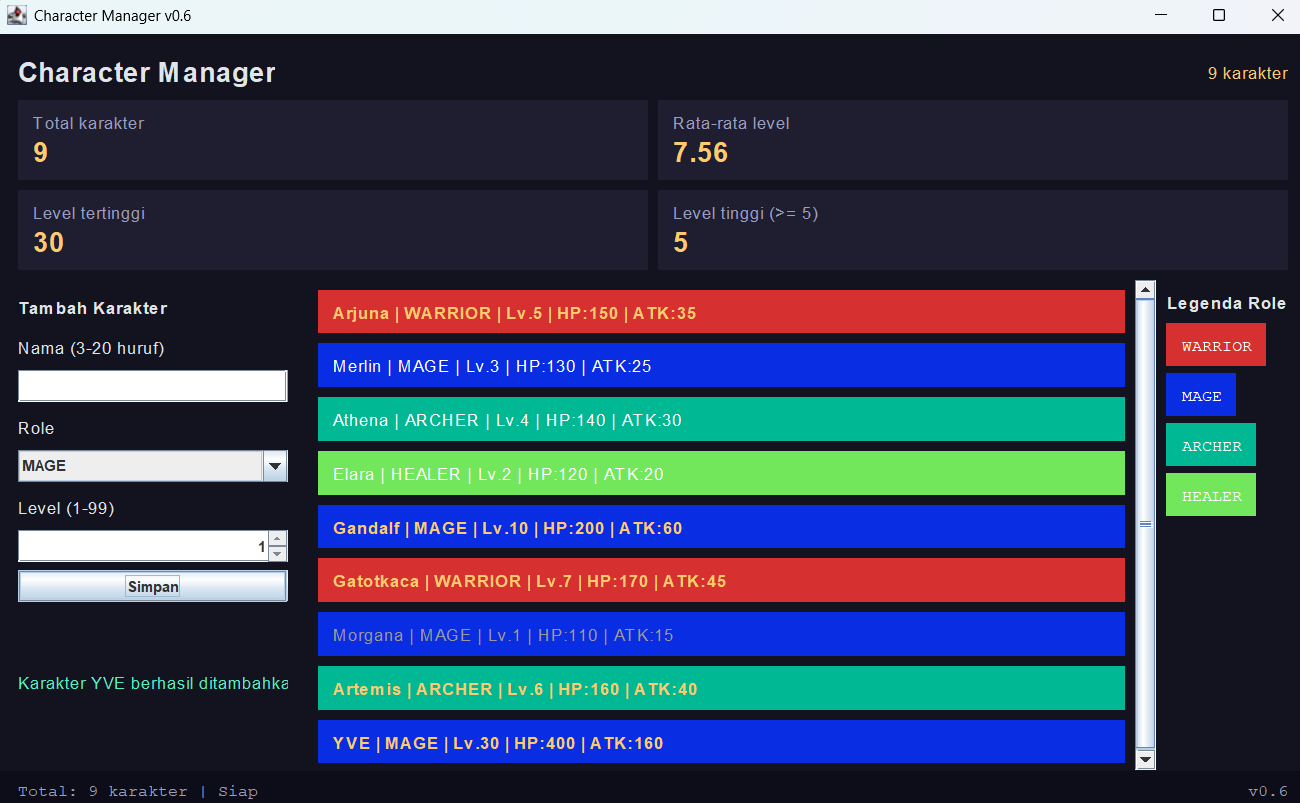 Character Manager v0.6
Character Manager
9 karakter
Total karakter
9
Rata-rata level
7.56
Level tertinggi
30
Level tinggi (>= 5)
5
Tambah Karakter
Nama (3-20 huruf)
Role
MAGE
Level (1-99)
1
Simpan
Karakter YVE berhasil ditambahka
Arjuna | WARRIOR | Lv.5 | HP:150 | ATK:35
Merlin | MAGE | Lv.3 | HP:130 | ATK:25
Athena | ARCHER | Lv.4 | HP:140 | ATK:30
Elara | HEALER | Lv.2 | HP:120 | ATK:20
Gandalf | MAGE | Lv.10 | HP:200 | ATK:60
Gatotkaca | WARRIOR | Lv.7 | HP:170 | ATK:45
Morgana | MAGE | Lv.1 | HP:110 | ATK:15
Artemis | ARCHER | Lv.6 | HP:160 | ATK:40
YVE | MAGE | Lv.30 | HP:400 | ATK:160
Legenda Role
WARRIOR
MAGE
ARCHER
HEALER
Total: 9 karakter | Siap
v0.6